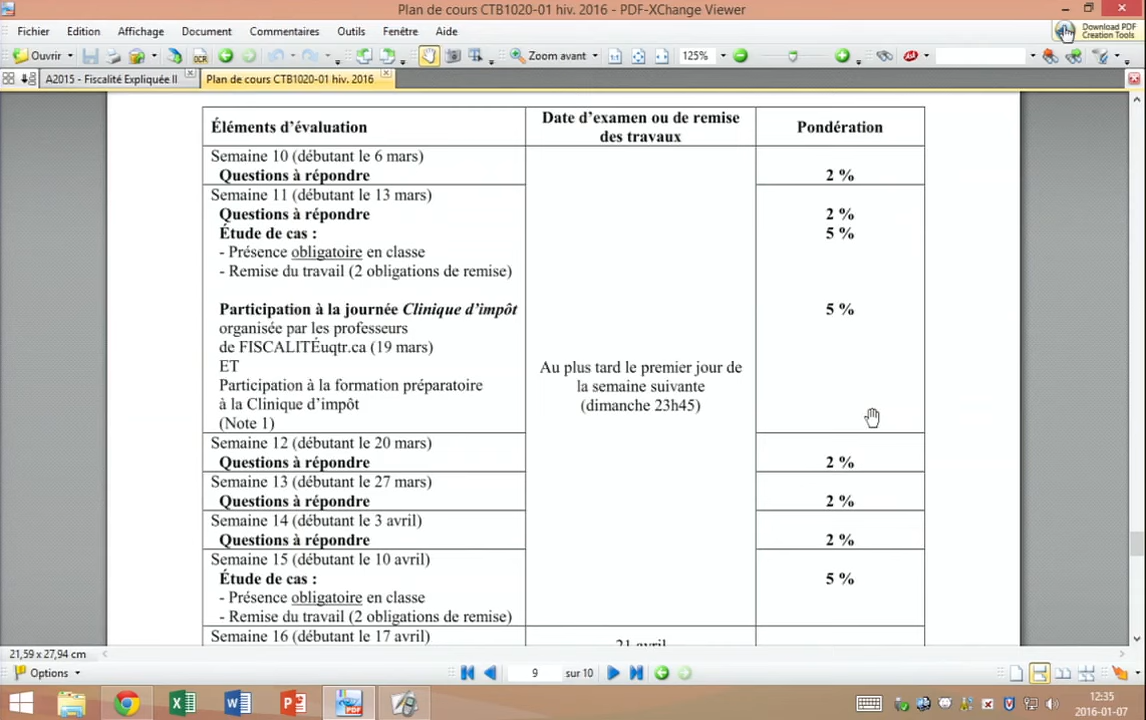 Plan de cours CTB1020-01 hiv. 2016 - PDF-XChange Viewer
Fichier Edition Affichage Document Commentaires Outils Fenêtre Aide
Download PDF
Creation Tools
Ouvrir OCR Zoom avant 125%
A2015 - Fiscalité Expliquée II Plan de cours CTB1020-01 hiv. 2016
Éléments d'évaluation Date d'examen ou de remise des travaux Pondération
Semaine 10 (débutant le 6 mars)
Questions à répondre 2 %
Semaine 11 (débutant le 13 mars)
Questions à répondre 2 %
Étude de cas : 5 %
- Présence obligatoire en classe
- Remise du travail (2 obligations de remise)
Participation à la journée Clinique d'impôt 5 %
organisée par les professeurs
de FISCALITÉuqtr.ca (19 mars)
ET
Participation à la formation préparatoire
à la Clinique d'impôt
(Note 1)
Au plus tard le premier jour de
la semaine suivante
(dimanche 23h45)
Semaine 12 (débutant le 20 mars)
Questions à répondre 2 %
Semaine 13 (débutant le 27 mars)
Questions à répondre 2 %
Semaine 14 (débutant le 3 avril)
Questions à répondre 2 %
Semaine 15 (débutant le 10 avril)
Étude de cas : 5 %
- Présence obligatoire en classe
- Remise du travail (2 obligations de remise)
Semaine 16 (débutant le 17 avril) 21 avril
21,59 x 27,94 cm
Options 9 sur 10
12:35
2016-01-07